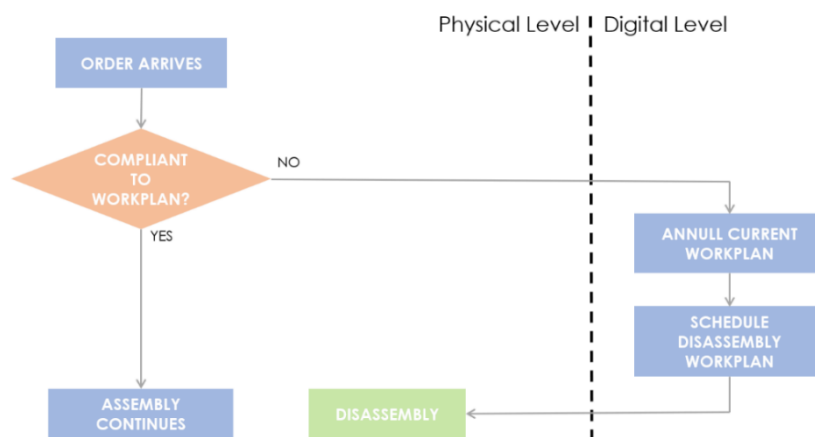 Physical Level
Digital Level
ORDER ARRIVES
COMPLIANT
TO
WORKPLAN?
NO
YES
ANNULL CURRENT
WORKPLAN
SCHEDULE
DISASSEMBLY
WORKPLAN
ASSEMBLY
CONTINUES
DISASSEMBLY